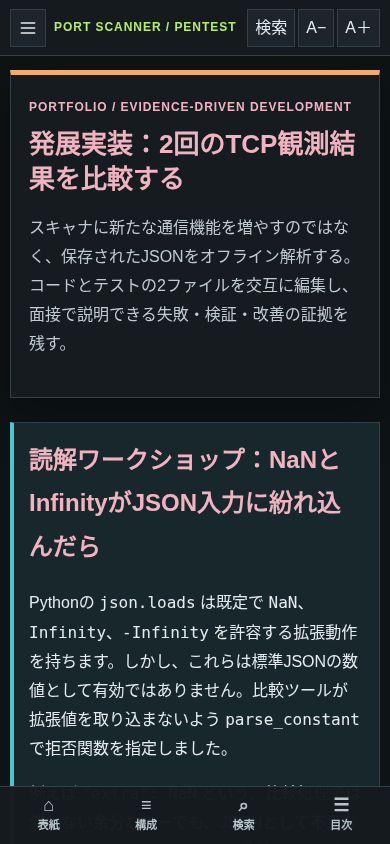 PORT SCANNER / PENTEST
検索
A−
A＋
PORTFOLIO / EVIDENCE-DRIVEN DEVELOPMENT
発展実装：2回のTCP観測結
果を比較する
スキャナに新たな通信機能を増やすのではな
く、保存されたJSONをオフライン解析する。
コードとテストの2ファイルを交互に編集し、
面接で説明できる失敗・検証・改善の証拠を
残す。
読解ワークショップ：NaNと
InfinityがJSON入力に紛れ込
んだら
Pythonの json.loads は既定で NaN、
Infinity、-Infinity を許容する拡張動作
を持ちます。しかし、これらは標準JSONの数
値として有効ではありません。比較ツールが
拡張値を取り込まないよう parse_constant
で拒否関数を指定しました。
表紙
構成
検索
目次